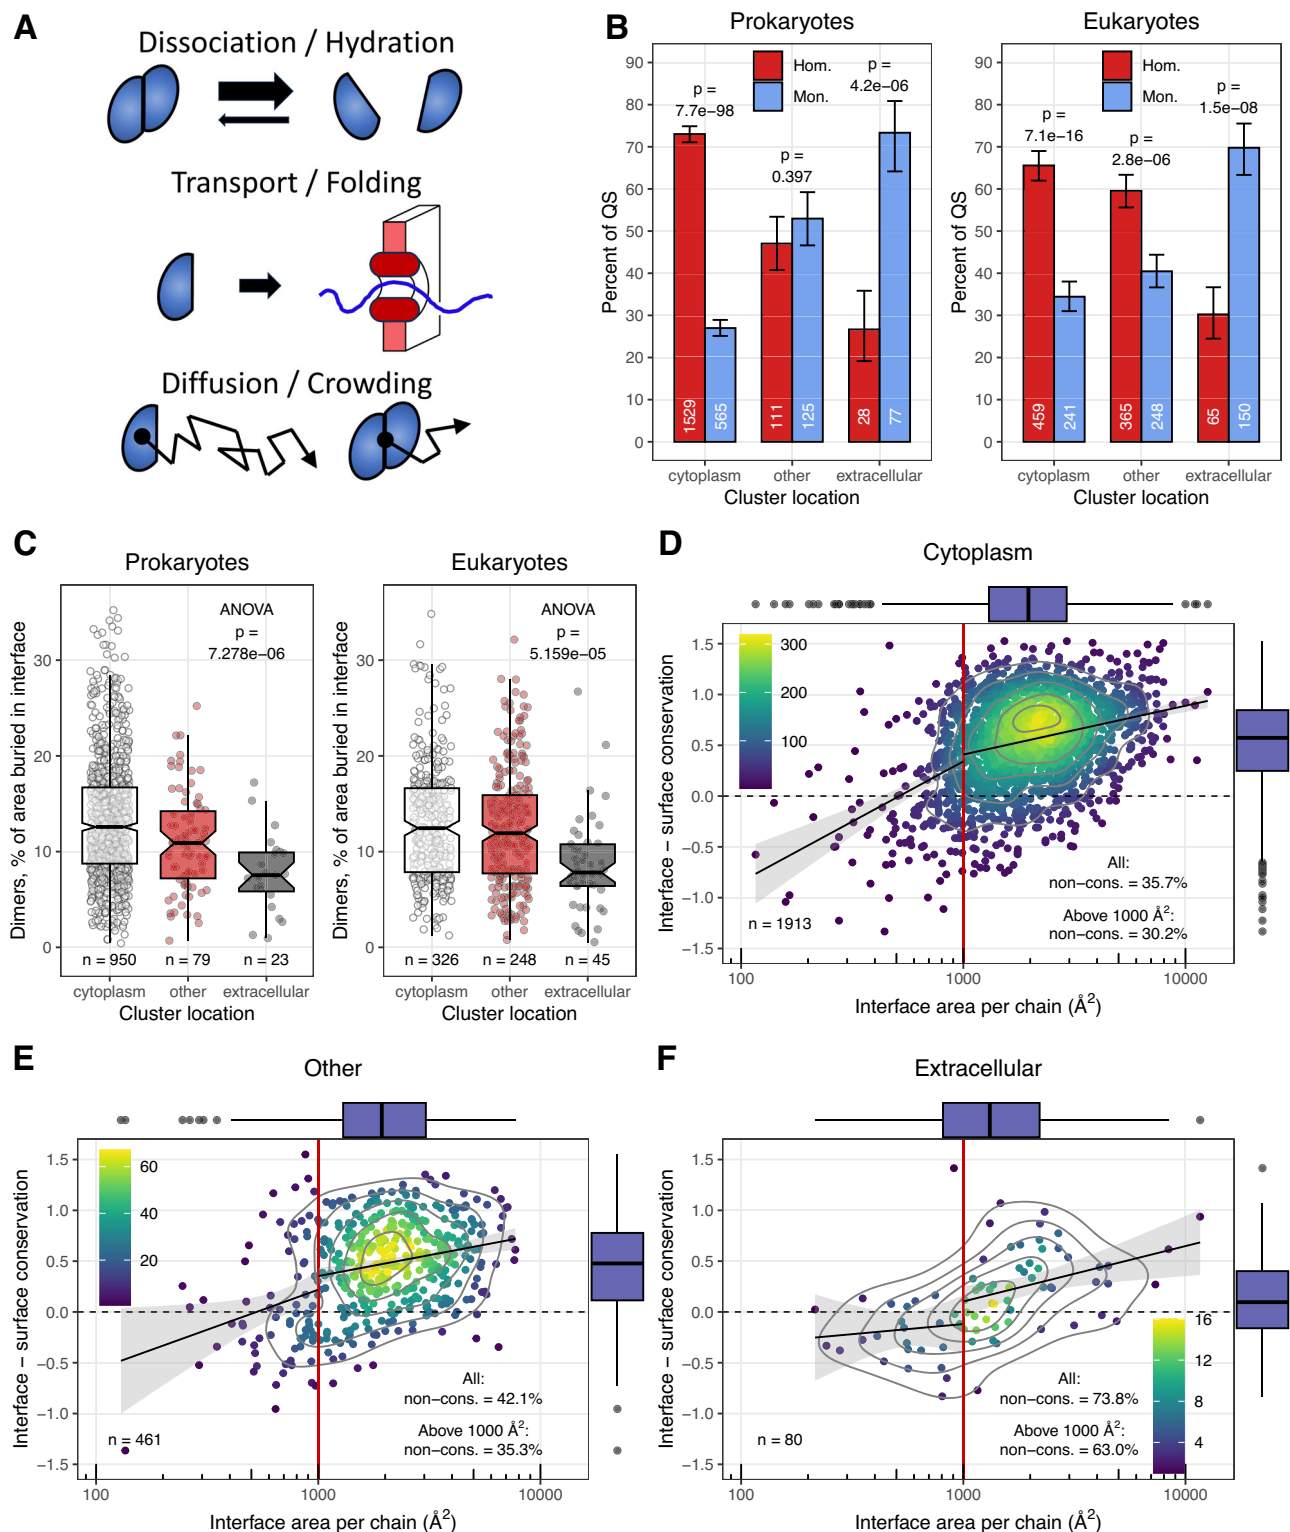 A
Dissociation / Hydration
Transport / Folding
Diffusion / Crowding
B
Prokaryotes
Percent of QS
90
80
70
60
50
40
30
20
10
0
Hom.
Mon.
p =
7.7e−98
p =
0.397
p =
4.2e−06
1529
565
111
125
28
77
cytoplasm
other
extracellular
Cluster location
Eukaryotes
Percent of QS
90
80
70
60
50
40
30
20
10
0
Hom.
Mon.
p =
7.1e−16
p =
2.8e−06
p =
1.5e−08
459
241
365
248
65
150
cytoplasm
other
extracellular
Cluster location
C
Prokaryotes
Dimers, % of area buried in interface
30
20
10
0
ANOVA
p =
7.278e−06
n = 950
n = 79
n = 23
cytoplasm
other
extracellular
Cluster location
Eukaryotes
Dimers, % of area buried in interface
30
20
10
0
ANOVA
p =
5.159e−05
n = 326
n = 248
n = 45
cytoplasm
other
extracellular
Cluster location
D
Cytoplasm
Interface − surface conservation
1.5
1.0
0.5
0.0
−0.5
−1.0
−1.5
300
200
100
All:
non−cons. = 35.7%
Above 1000 Å²:
non−cons. = 30.2%
n = 1913
100
1000
10000
Interface area per chain (Å²)
E
Other
Interface − surface conservation
1.5
1.0
0.5
0.0
−0.5
−1.0
−1.5
60
40
20
All:
non−cons. = 42.1%
Above 1000 Å²:
non−cons. = 35.3%
n = 461
100
1000
10000
Interface area per chain (Å²)
F
Extracellular
Interface − surface conservation
1.5
1.0
0.5
0.0
−0.5
−1.0
−1.5
16
12
8
4
All:
non−cons. = 73.8%
Above 1000 Å²:
non−cons. = 63.0%
n = 80
100
1000
10000
Interface area per chain (Å²)